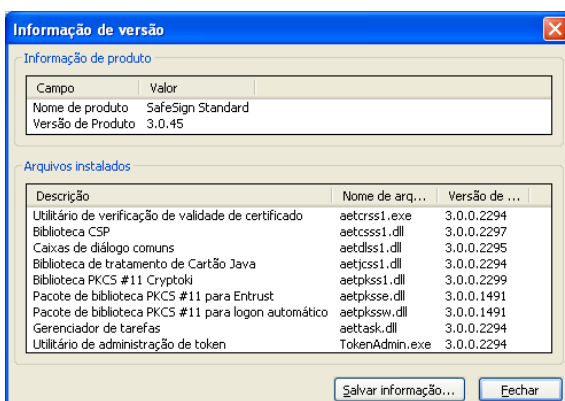 Informação de versão
Informação de produto
Campo Valor
Nome de produto SafeSign Standard
Versão de Produto 3.0.45
Arquivos instalados
Descrição Nome de arq... Versão de ...
Utilitário de verificação de validade de certificado aetcrss1.exe 3.0.0.2294
Biblioteca CSP aetcsss1.dll 3.0.0.2297
Caixas de diálogo comuns aetdlss1.dll 3.0.0.2295
Biblioteca de tratamento de Cartão Java aetjcss1.dll 3.0.0.2294
Biblioteca PKCS #11 Cryptoki aetpkss1.dll 3.0.0.2299
Pacote de biblioteca PKCS #11 para Entrust aetpksse.dll 3.0.0.1491
Pacote de biblioteca PKCS #11 para logon automático aetpkssw.dll 3.0.0.1491
Gerenciador de tarefas aettask.dll 3.0.0.2294
Utilitário de administração de token TokenAdmin.exe 3.0.0.2294
Salvar informação... Fechar